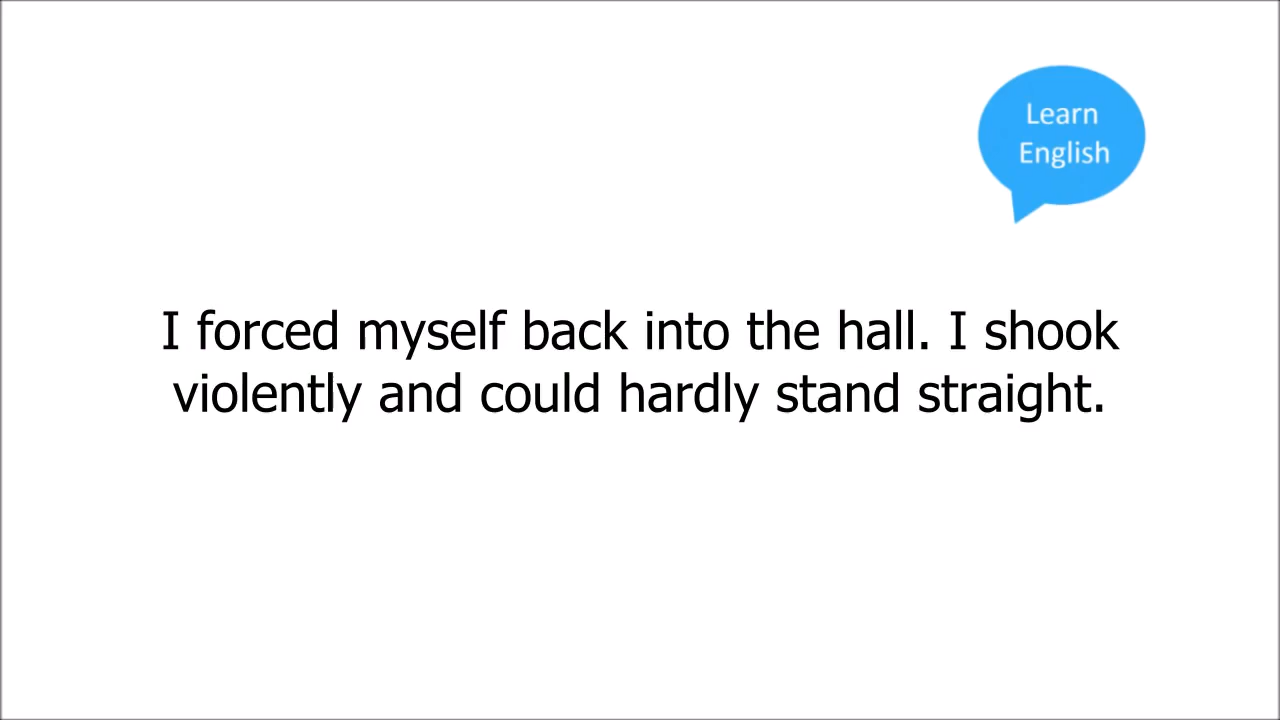 Learn
English
I forced myself back into the hall. I shook
violently and could hardly stand straight.